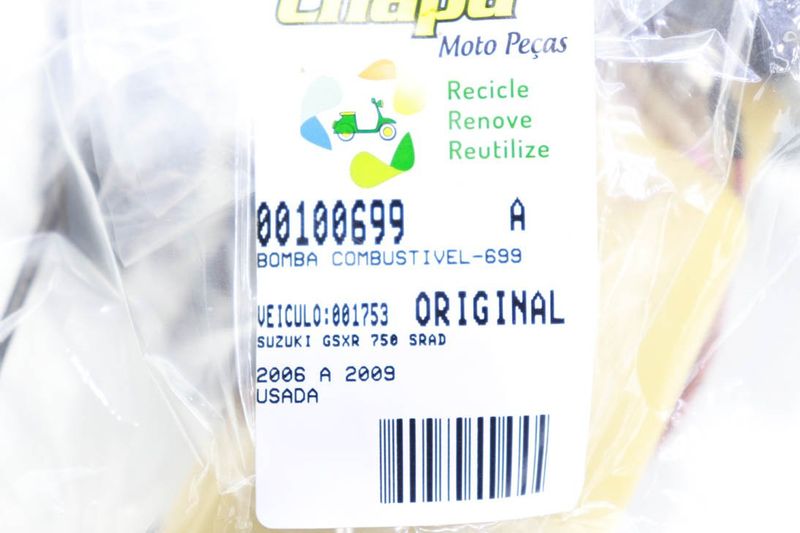 Chapa
Moto Peças
Recicle
Renove
Reutilize
00100699 A
BOMBA COMBUSTIVEL-699
VEICULO:001753 ORIGINAL
SUZUKI GSXR 750 SRAD
2006 A 2009
USADA